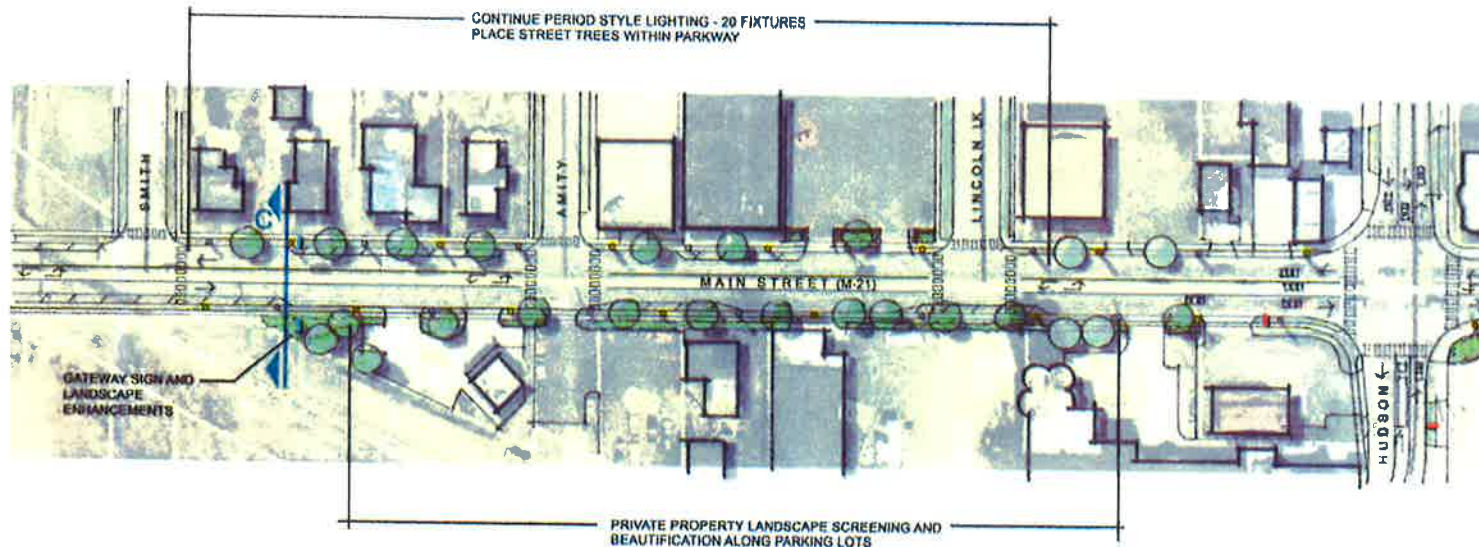 CONTINUE PERIOD STYLE LIGHTING - 20 FIXTURES
PLACE STREET TREES WITHIN PARKWAY
SMITH
AMITY
LINCOLN LK
C
MAIN STREET (M-21)
GATEWAY SIGN AND
LANDSCAPE
ENHANCEMENTS
HUDSON
PRIVATE PROPERTY LANDSCAPE SCREENING AND
BEAUTIFICATION ALONG PARKING LOTS